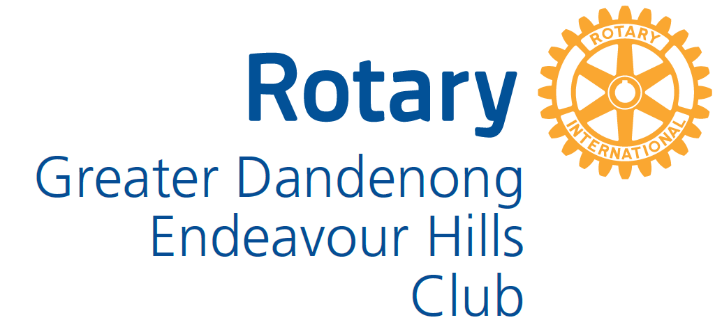 Rotary
ROTARY
INTERNATIONAL
Greater Dandenong
Endeavour Hills
Club